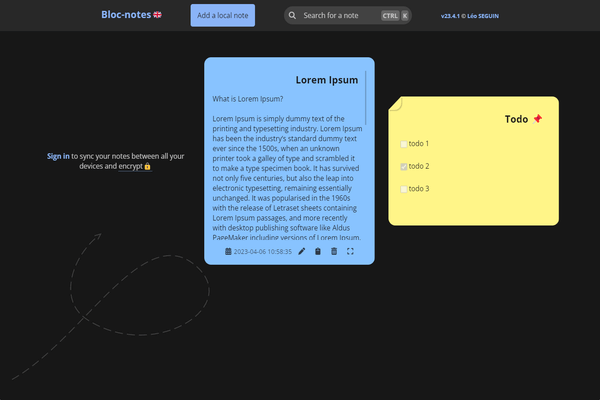 Bloc-notes
Add a local note
Search for a note
CTRL K
v23.4.1 © Léo SEGUIN
Sign in to sync your notes between all your
devices and encrypt
Lorem Ipsum
What is Lorem Ipsum?
Lorem Ipsum is simply dummy text of the
printing and typesetting industry. Lorem Ipsum
has been the industry's standard dummy text
ever since the 1500s, when an unknown
printer took a galley of type and scrambled it
to make a type specimen book. It has survived
not only five centuries, but also the leap into
electronic typesetting, remaining essentially
unchanged. It was popularised in the 1960s
with the release of Letraset sheets containing
Lorem Ipsum passages, and more recently
with desktop publishing software like Aldus
PageMaker including versions of Lorem Ipsum.
2023-04-06 10:58:35
Todo
todo 1
todo 2
todo 3